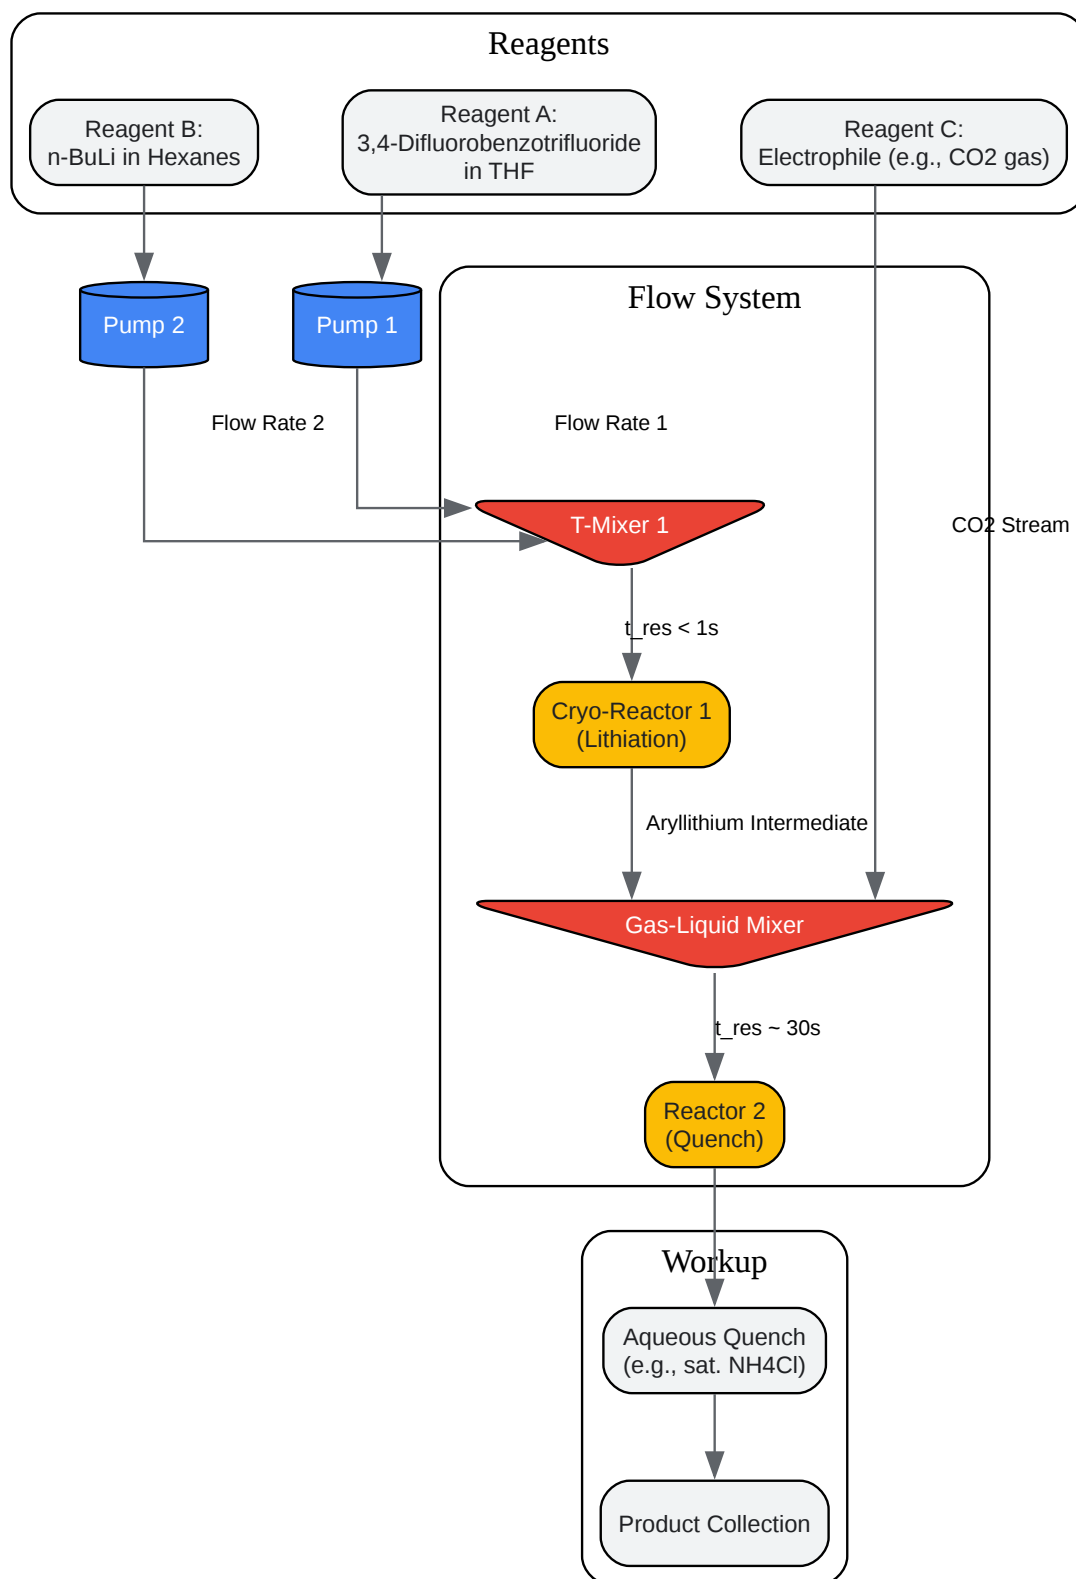 Reagents
Reagent B:
n-BuLi in Hexanes
Reagent A:
3,4-Difluorobenzotrifluoride
in THF
Reagent C:
Electrophile (e.g., CO2 gas)
Pump 2
Pump 1
Flow System
Flow Rate 2
Flow Rate 1
T-Mixer 1
CO2 Stream
t_res < 1s
Cryo-Reactor 1
(Lithiation)
Aryllithium Intermediate
Gas-Liquid Mixer
t_res ~ 30s
Reactor 2
(Quench)
Workup
Aqueous Quench
(e.g., sat. NH4Cl)
Product Collection